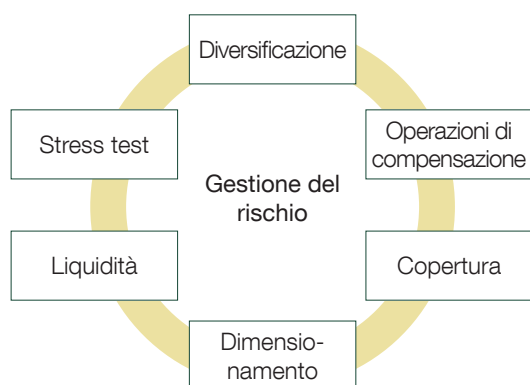 Diversificazione
Stress test
Operazioni di
compensazione
Gestione del
rischio
Liquidità
Copertura
Dimensio-
namento